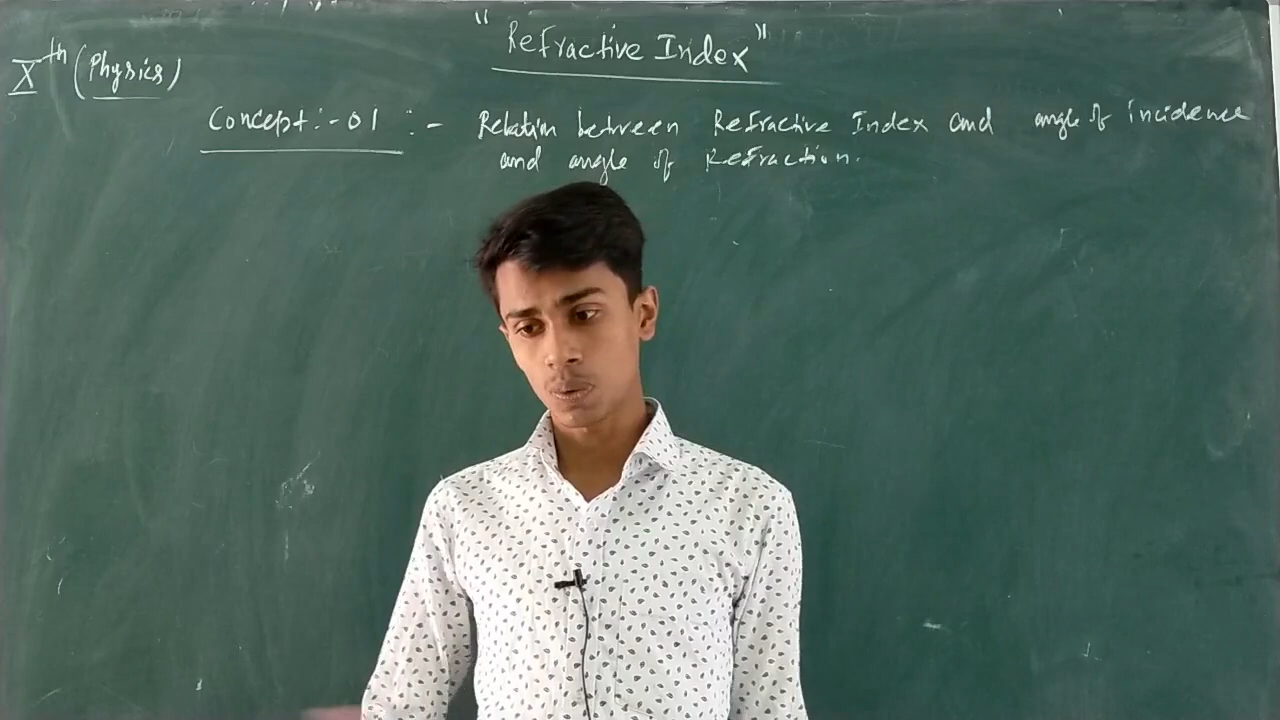 "Refractive Index"
Xth (Physics)
Concept :- 01 :- Relation between Refractive Index and angle of incidence
and angle of Refraction.